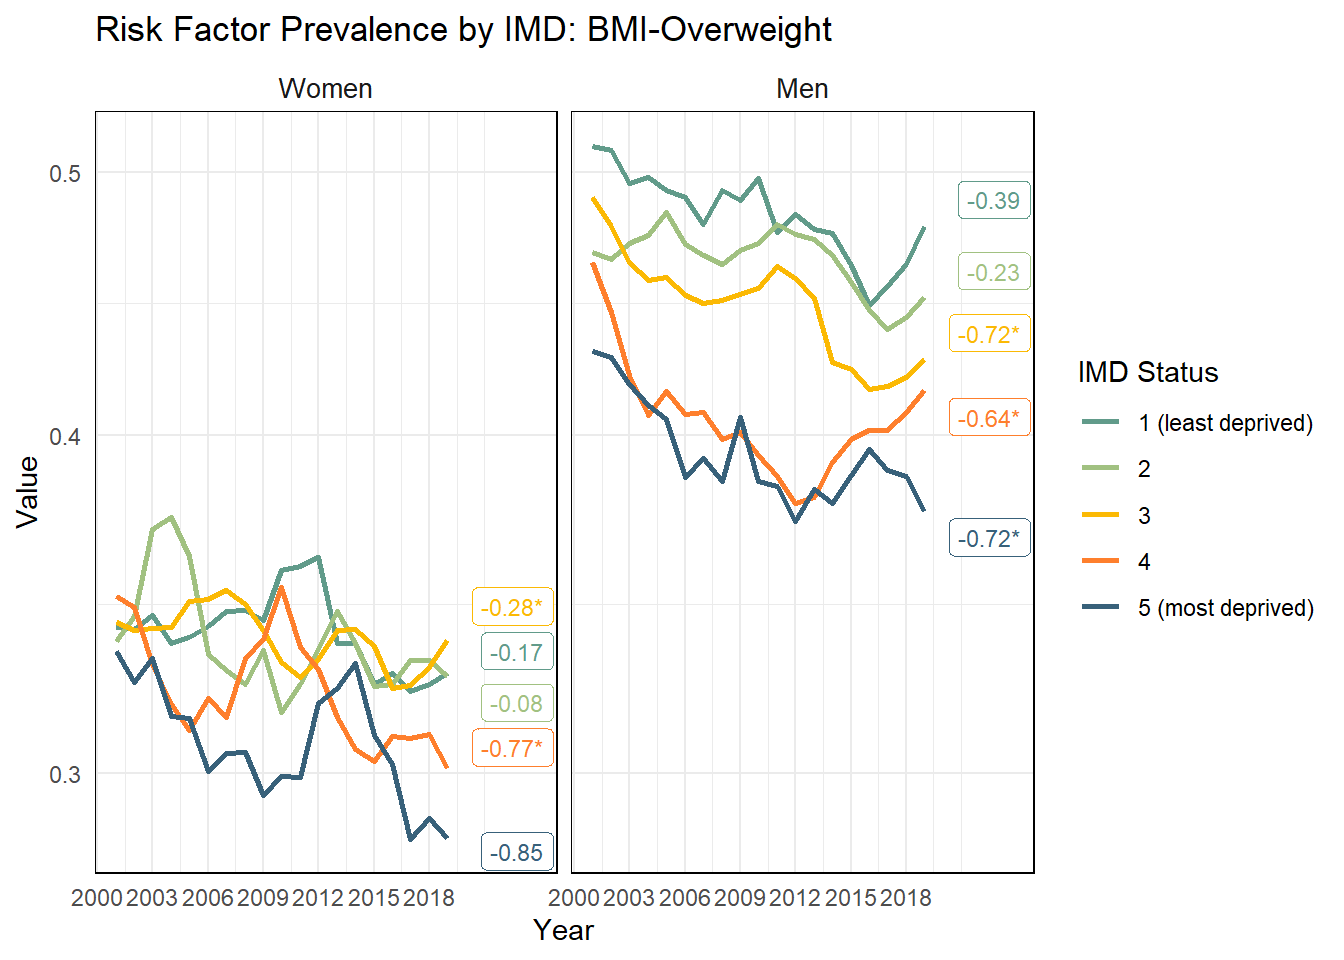 Risk Factor Prevalence by IMD: BMI-Overweight
Women
Men
0.5
0.4
0.3
Value
-0.28*
-0.17
-0.08
-0.77*
-0.85
-0.39
-0.23
-0.72*
-0.64*
-0.72*
2000 2003 2006 2009 2012 2015 2018
2000 2003 2006 2009 2012 2015 2018
Year
IMD Status
1 (least deprived)
2
3
4
5 (most deprived)